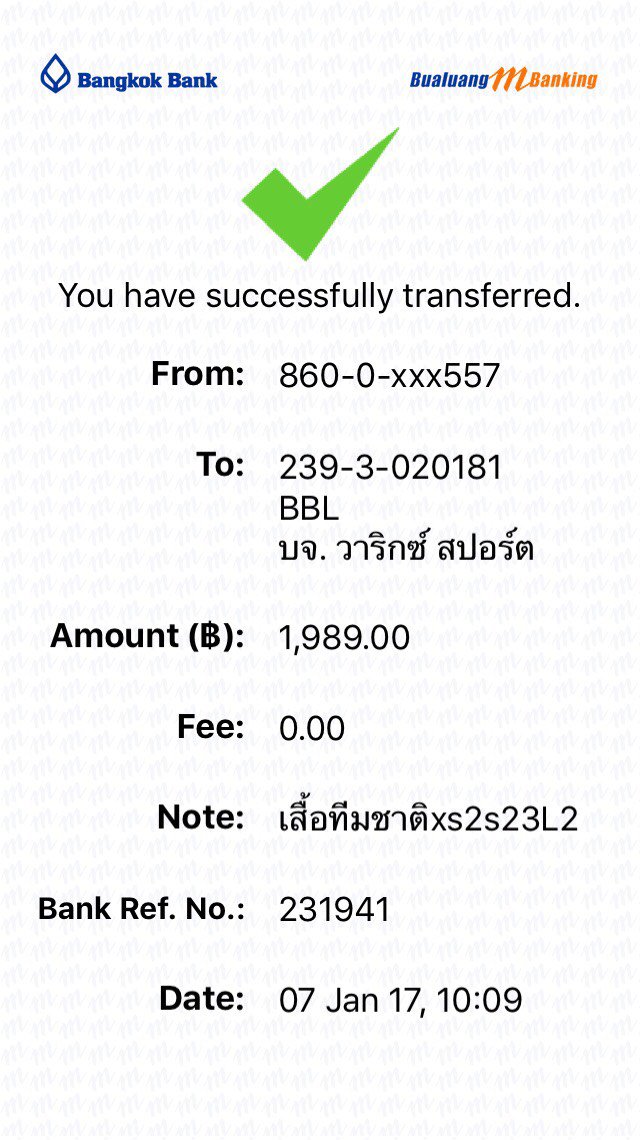 Bangkok Bank
Bualuang mBanking
You have successfully transferred.
From: 860-0-xxx557
To: 239-3-020181
BBL
บจ. วาริกซ์ สปอร์ต
Amount (฿): 1,989.00
Fee: 0.00
Note: เสื้อทีมชาติxs2s23L2
Bank Ref. No.: 231941
Date: 07 Jan 17, 10:09